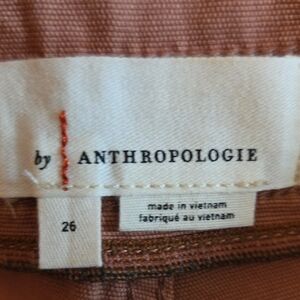 by ANTHROPOLOGIE
26
made in vietnam
fabriqué au vietnam